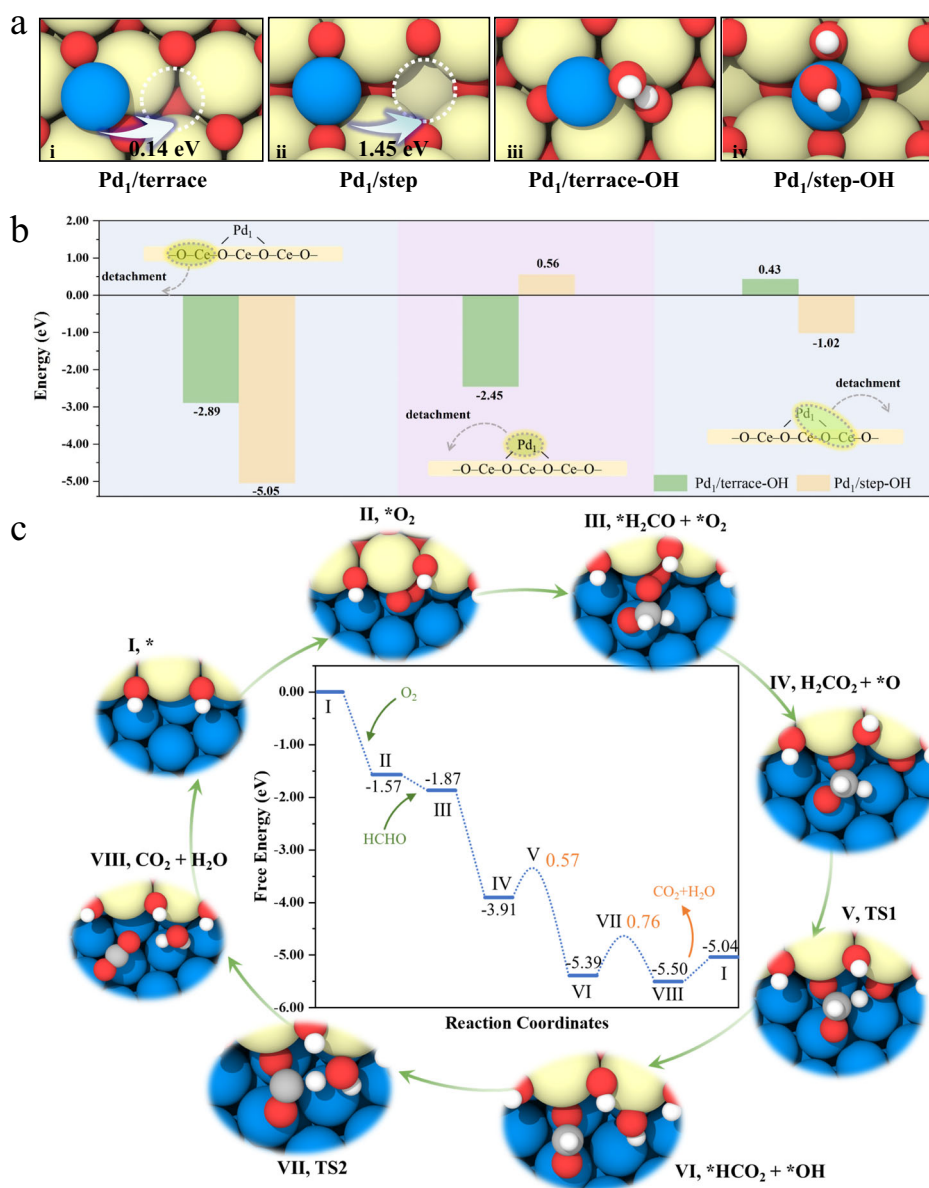 a
i
0.14 eV
Pd₁/terrace
ii
1.45 eV
Pd₁/step
iii
Pd₁/terrace-OH
iv
Pd₁/step-OH
b
Energy (eV)
2.00
1.00
0.00
-1.00
-2.00
-3.00
-4.00
-5.00
Pd₁
–O–Ce–O–Ce–O–Ce–O–
detachment
-2.89
-5.05
0.56
-2.45
detachment
Pd₁
–O–Ce–O–Ce–O–Ce–O–
0.43
-1.02
detachment
Pd₁
–O–Ce–O–Ce–O–Ce–O–
Pd₁/terrace-OH
Pd₁/step-OH
c
I, *
II, *O₂
III, *H₂CO + *O₂
IV, H₂CO₂ + *O
V, TS1
VI, *HCO₂ + *OH
VII, TS2
VIII, CO₂ + H₂O
Free Energy (eV)
0.00
-1.00
-2.00
-3.00
-4.00
-5.00
-6.00
I
O₂
II
-1.57
HCHO
-1.87
III
IV
-3.91
V 0.57
-5.39
VI
VII 0.76
-5.50
VIII
CO₂+H₂O
-5.04
I
Reaction Coordinates